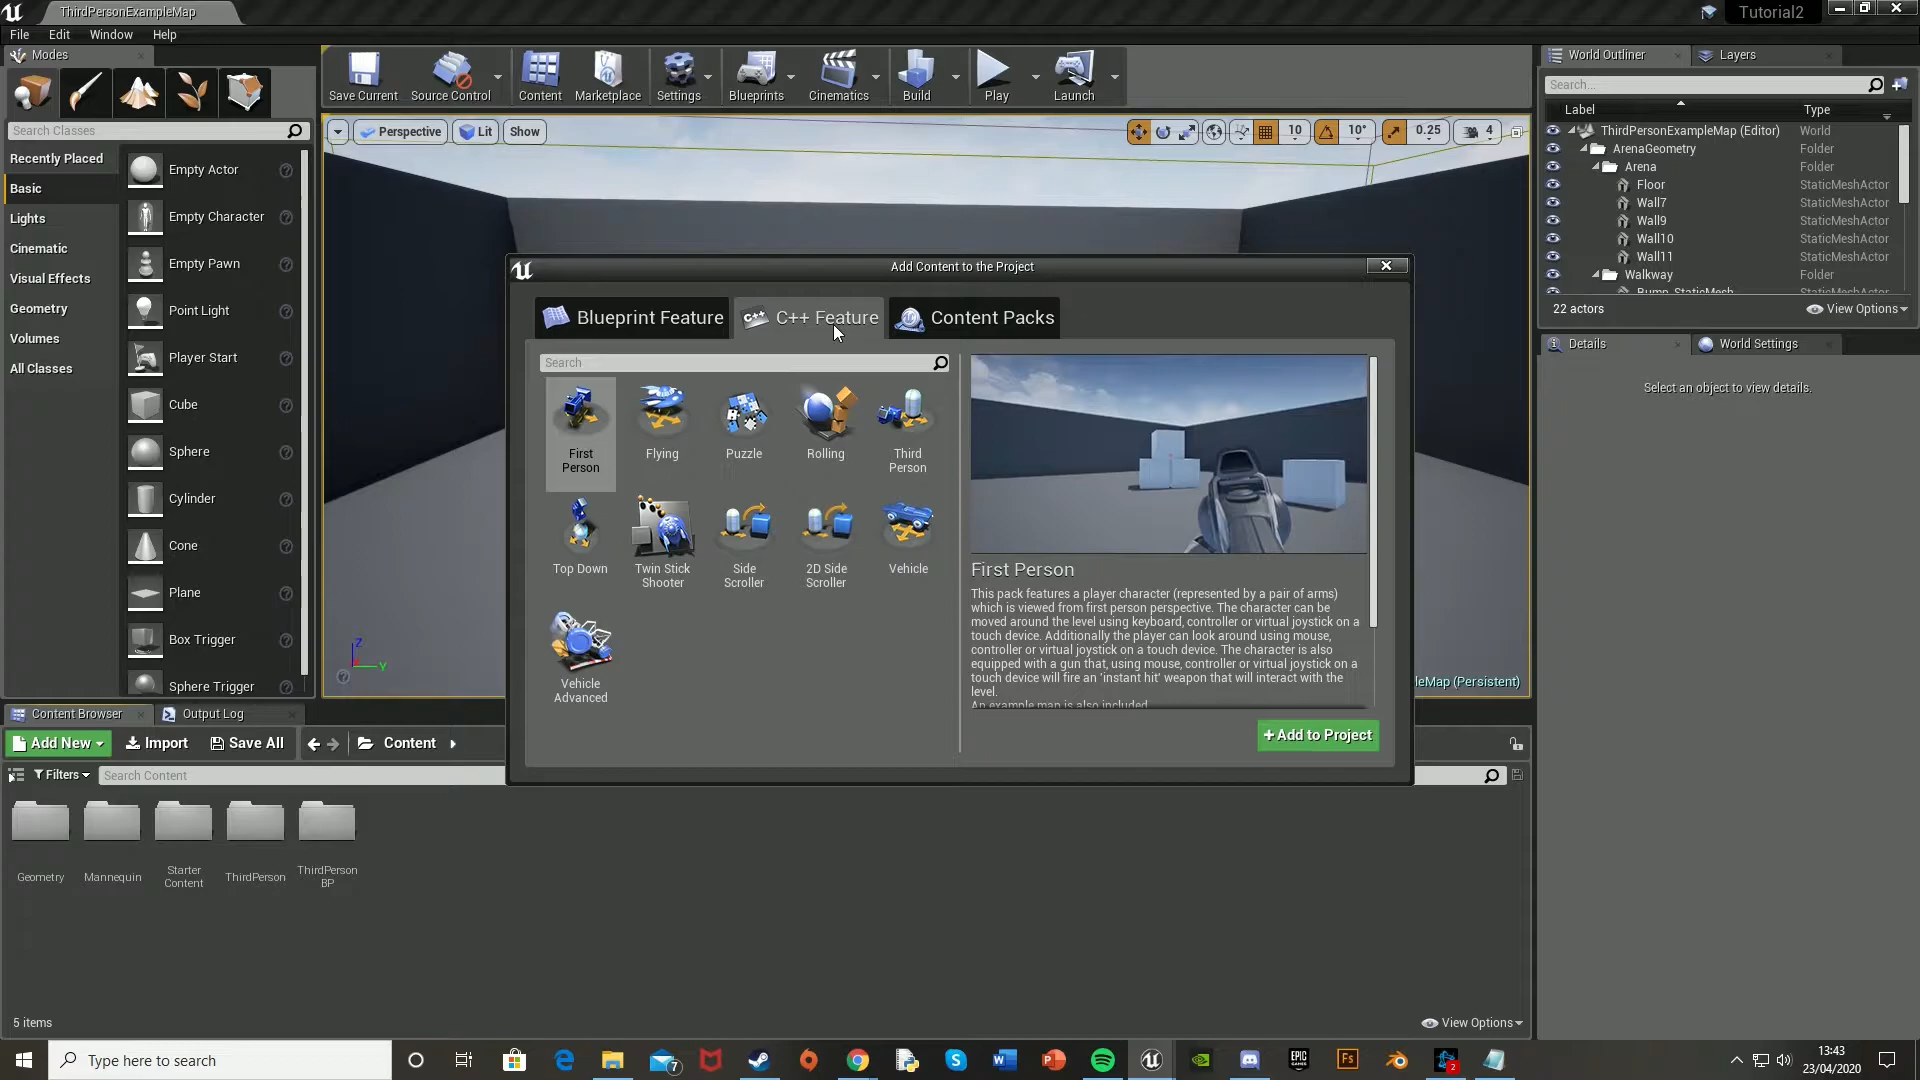 ThirdPersonExampleMap
Tutorial2
File Edit Window Help
Modes
Save Current Source Control Content Marketplace Settings Blueprints Cinematics Build Play Launch
World Outliner Layers
Search...
Label Type
Search Classes
Perspective Lit Show
10 10° 0.25 4
Recently Placed
Basic
Lights
Cinematic
Visual Effects
Geometry
Volumes
All Classes
Empty Actor
Empty Character
Empty Pawn
Point Light
Player Start
Cube
Sphere
Cylinder
Cone
Plane
Box Trigger
Sphere Trigger
ThirdPersonExampleMap (Editor) World
ArenaGeometry Folder
Arena Folder
Floor StaticMeshActor
Wall7 StaticMeshActor
Wall9 StaticMeshActor
Wall10 StaticMeshActor
Wall11 StaticMeshActor
Walkway Folder
Bump_StaticMesh
22 actors View Options
Details World Settings
Select an object to view details.
Add Content to the Project
Blueprint Feature C++ Feature Content Packs
Search
First
Person
Flying
Puzzle
Rolling
Third
Person
Top Down
Twin Stick
Shooter
Side
Scroller
2D Side
Scroller
Vehicle
Vehicle
Advanced
First Person
This pack features a player character (represented by a pair of arms)
which is viewed from first person perspective. The character can be
moved around the level using keyboard, controller or virtual joystick on a
touch device. Additionally the player can look around using mouse,
controller or virtual joystick on a touch device. The character is also
equipped with a gun that, using mouse, controller or virtual joystick on a
touch device will fire an 'instant hit' weapon that will interact with the
level.
An example map is also included
+Add to Project
Z
Y
leMap (Persistent)
Content Browser Output Log
Add New Import Save All Content
Filters Search Content
Geometry
Mannequin
Starter
Content
ThirdPerson
ThirdPerson
BP
5 items
View Options
Type here to search
7
2
13:43
23/04/2020